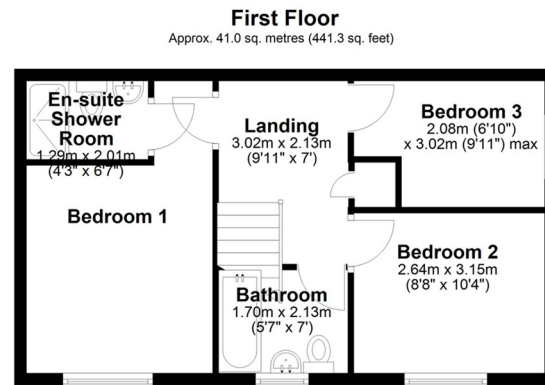 First Floor
Approx. 41.0 sq. metres (441.3 sq. feet)
En-suite
Shower
Room
1.29m x 2.01m
(4'3" x 6'7")
Landing
3.02m x 2.13m
(9'11" x 7')
Bedroom 3
2.08m (6'10")
x 3.02m (9'11") max
Bedroom 1
Bedroom 2
2.64m x 3.15m
(8'8" x 10'4")
Bathroom
1.70m x 2.13m
(5'7" x 7')